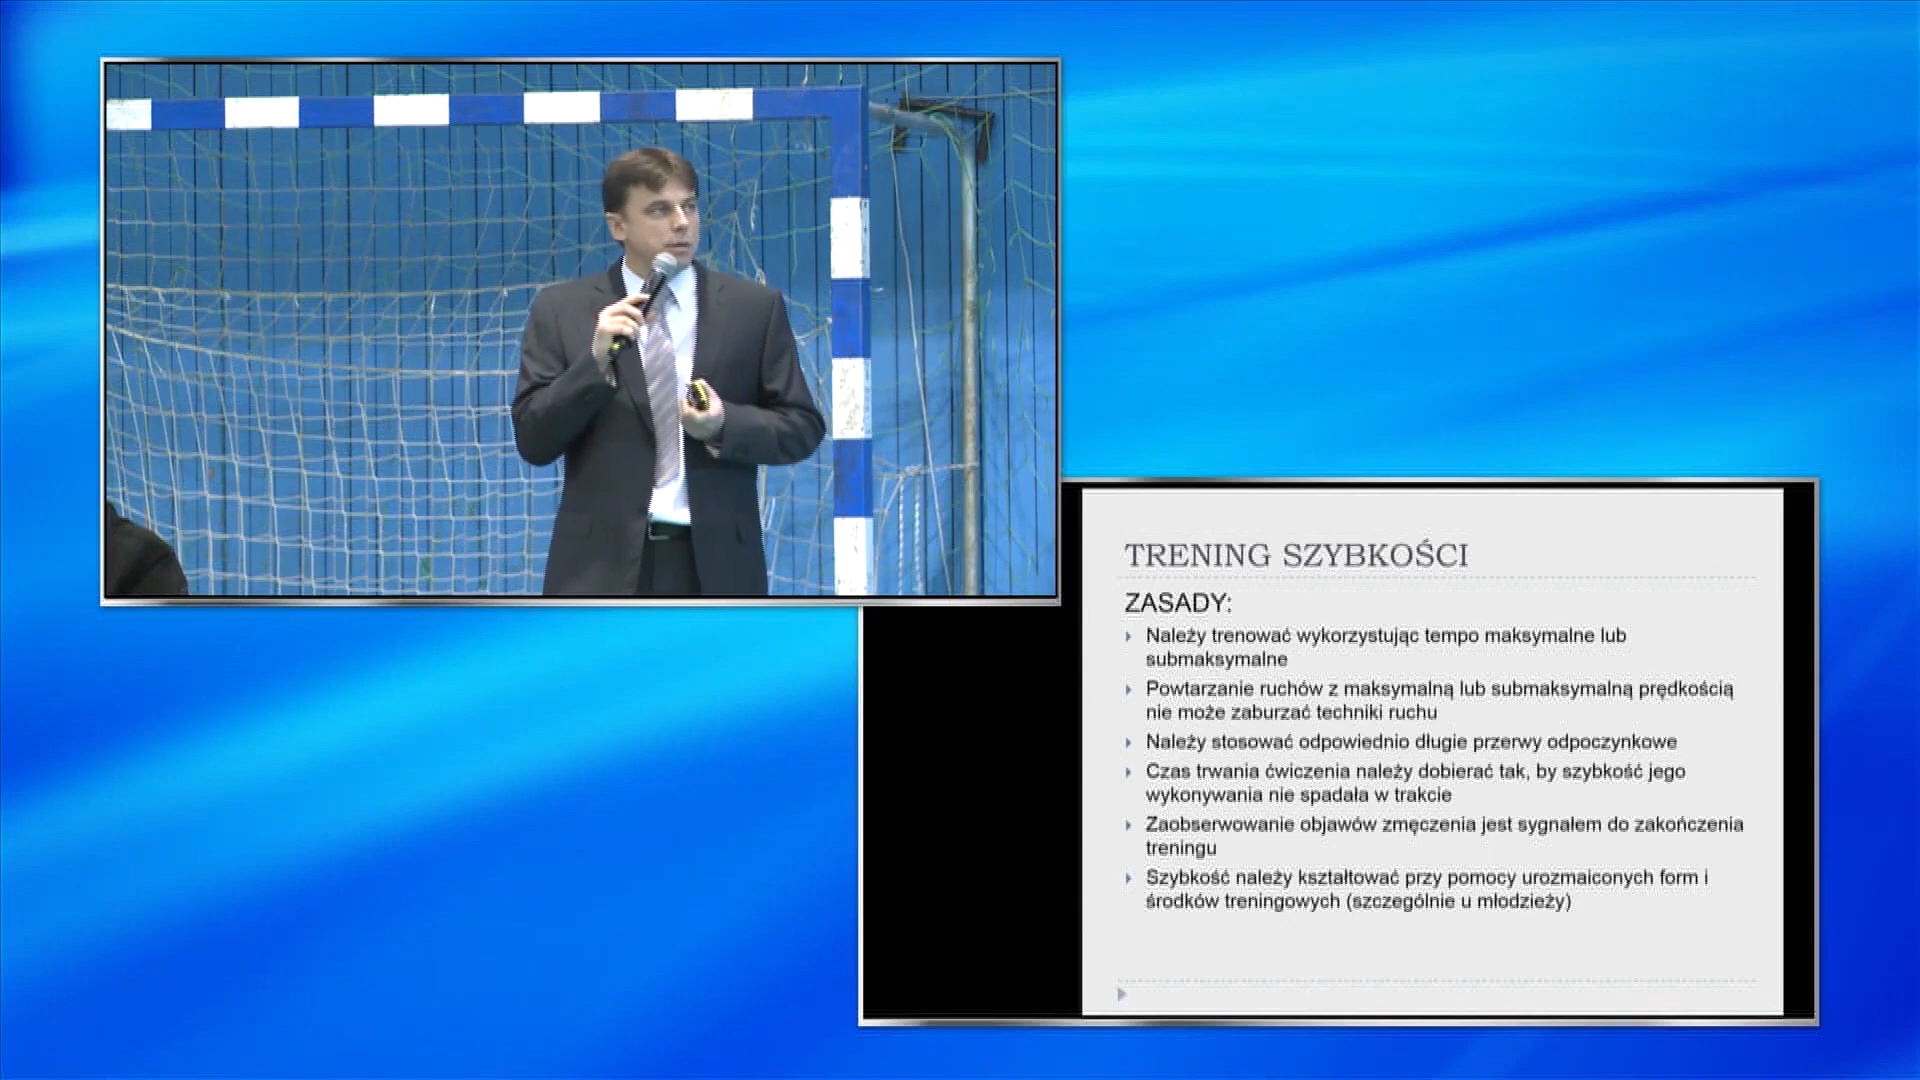 TRENING SZYBKOŚCI
ZASADY:
Należy trenować wykorzystując tempo maksymalne lub
submaksymalne
Powtarzanie ruchów z maksymalną lub submaksymalną prędkością
nie może zaburzać techniki ruchu
Należy stosować odpowiednio długie przerwy odpoczynkowe
Czas trwania ćwiczenia należy dobierać tak, by szybkość jego
wykonywania nie spadała w trakcie
Zaobserwowanie objawów zmęczenia jest sygnałem do zakończenia
treningu
Szybkość należy kształtować przy pomocy urozmaiconych form i
środków treningowych (szczególnie u młodzieży)